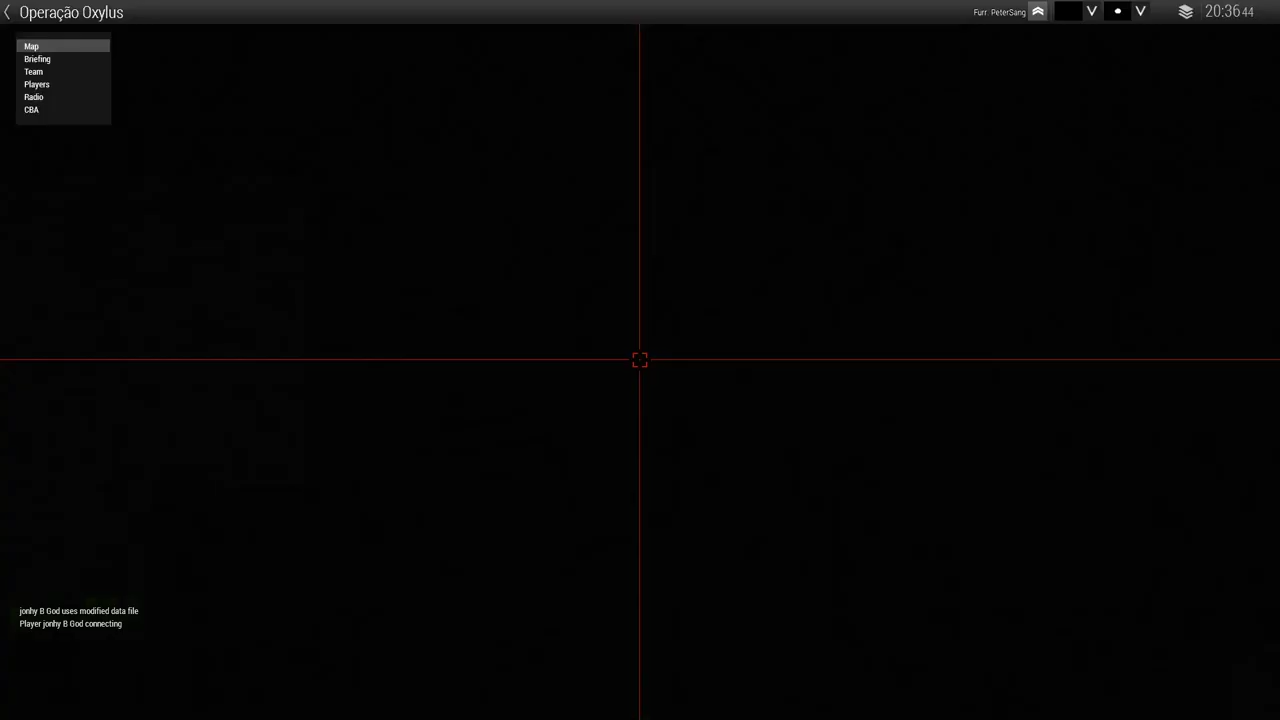 Operação Oxylus
Furr. PeterSang
20:36 44
Map
Briefing
Team
Players
Radio
CBA
jonhy B God uses modified data file
Player jonhy B God connecting